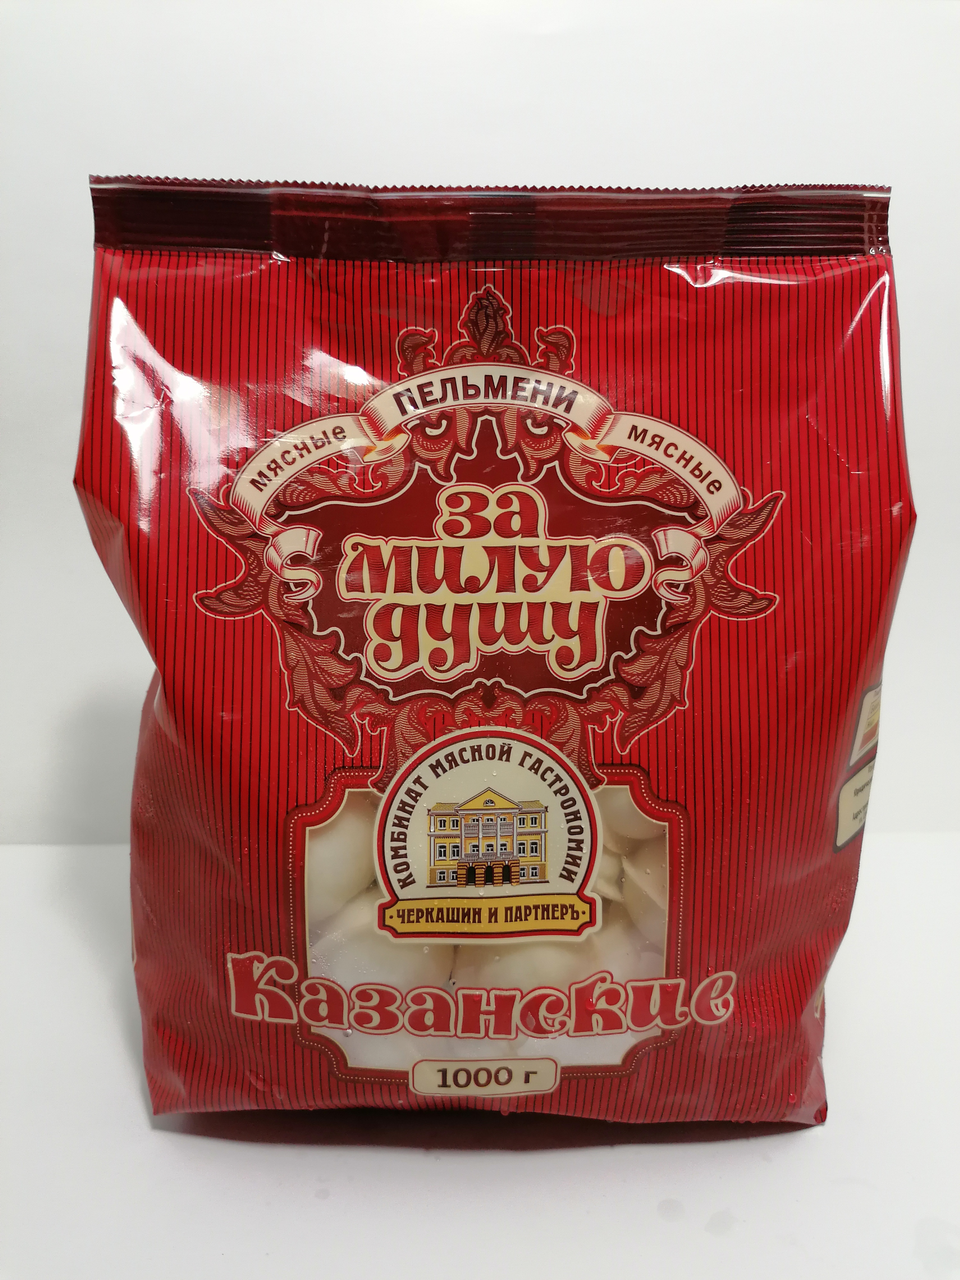 ПЕЛЬМЕНИ
мясные
мясные
за
милую
душу
КОМБИНАТ МЯСНОЙ ГАСТРОНОМИИ
·ЧЕРКАШИН И ПАРТНЕРЪ·
Казанские
1000 г